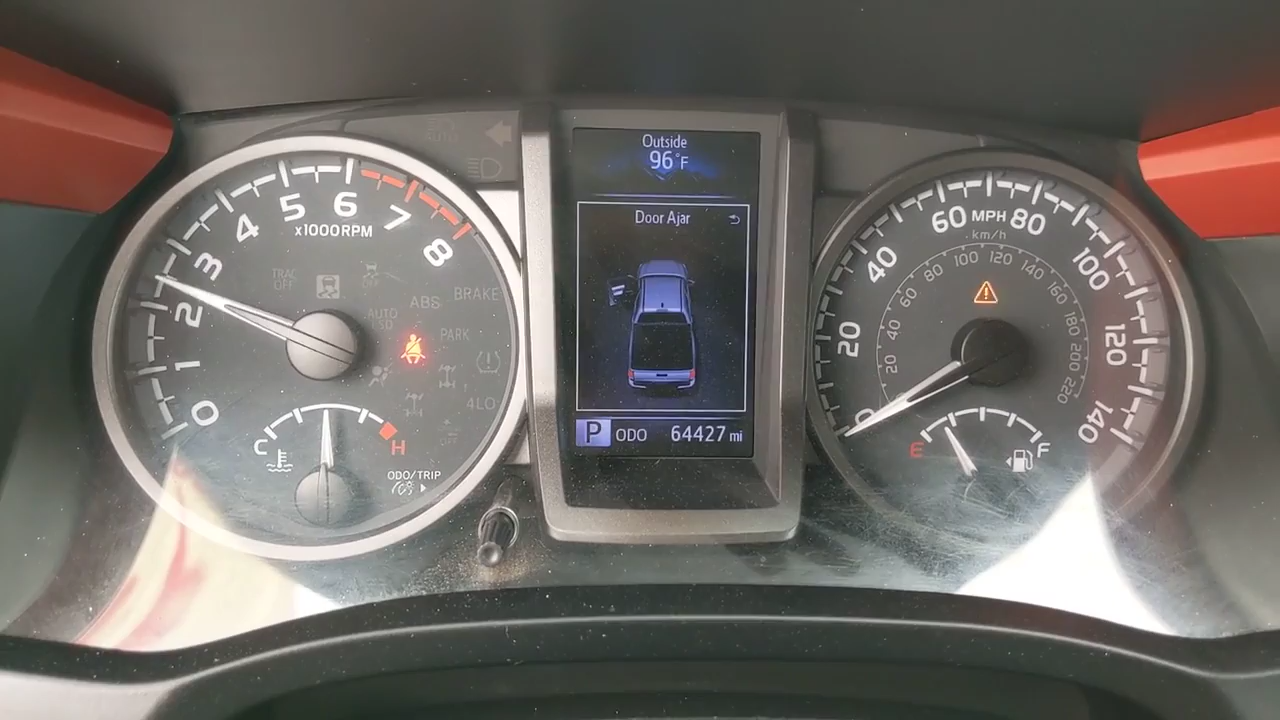 Outside
96°F
Door Ajar
P ODO 64427 mi
0
1
2
3
4
5
6
7
8
x1000RPM
TRAC
OFF
AUTO
LSD
ABS
BRAKE
PARK
4LO
C
H
ODO/TRIP
0
20
40
60
MPH
80
100
120
140
km/h
20
40
60
80
100
120
140
160
180
200
220
E
F